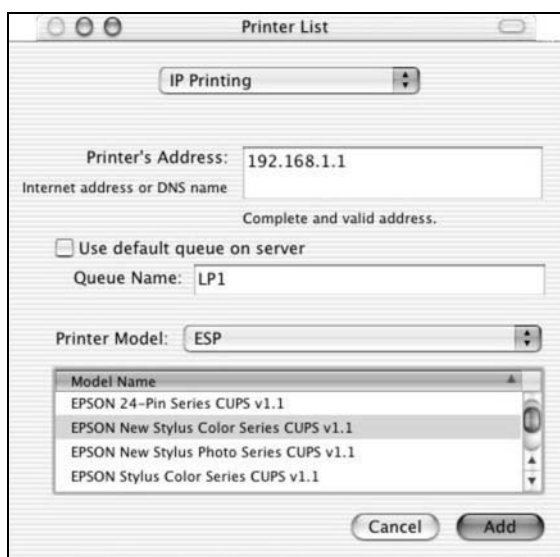 Printer List
IP Printing
Printer's Address: 192.168.1.1
Internet address or DNS name
Complete and valid address.
Use default queue on server
Queue Name: LP1
Printer Model: ESP
Model Name
EPSON 24-Pin Series CUPS v1.1
EPSON New Stylus Color Series CUPS v1.1
EPSON New Stylus Photo Series CUPS v1.1
EPSON Stylus Color Series CUPS v1.1
Cancel Add